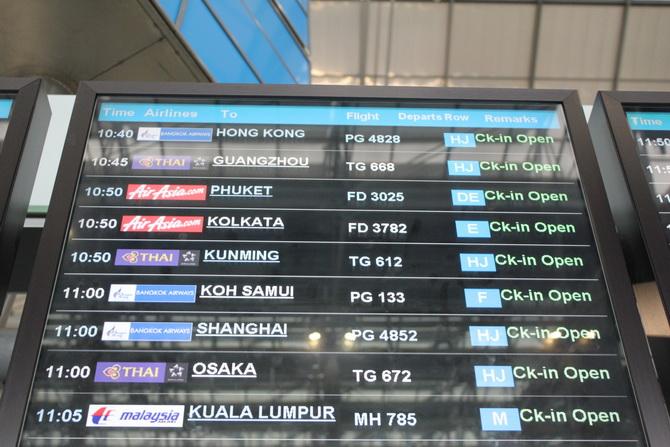 Time Airlines To Flight Departs Row Remarks
10:40 BANGKOK AIRWAYS HONG KONG PG 4828 HJ Ck-in Open
10:45 THAI GUANGZHOU TG 668 HJ Ck-in Open
10:50 AirAsia.com PHUKET FD 3025 DE Ck-in Open
10:50 AirAsia.com KOLKATA FD 3782 E Ck-in Open
10:50 THAI KUNMING TG 612 HJ Ck-in Open
11:00 BANGKOK AIRWAYS KOH SAMUI PG 133 F Ck-in Open
11:00 BANGKOK AIRWAYS SHANGHAI PG 4852 HJ Ck-in Open
11:00 THAI OSAKA TG 672 HJ Ck-in Open
11:05 malaysia KUALA LUMPUR MH 785 M Ck-in Open
Time
11:50